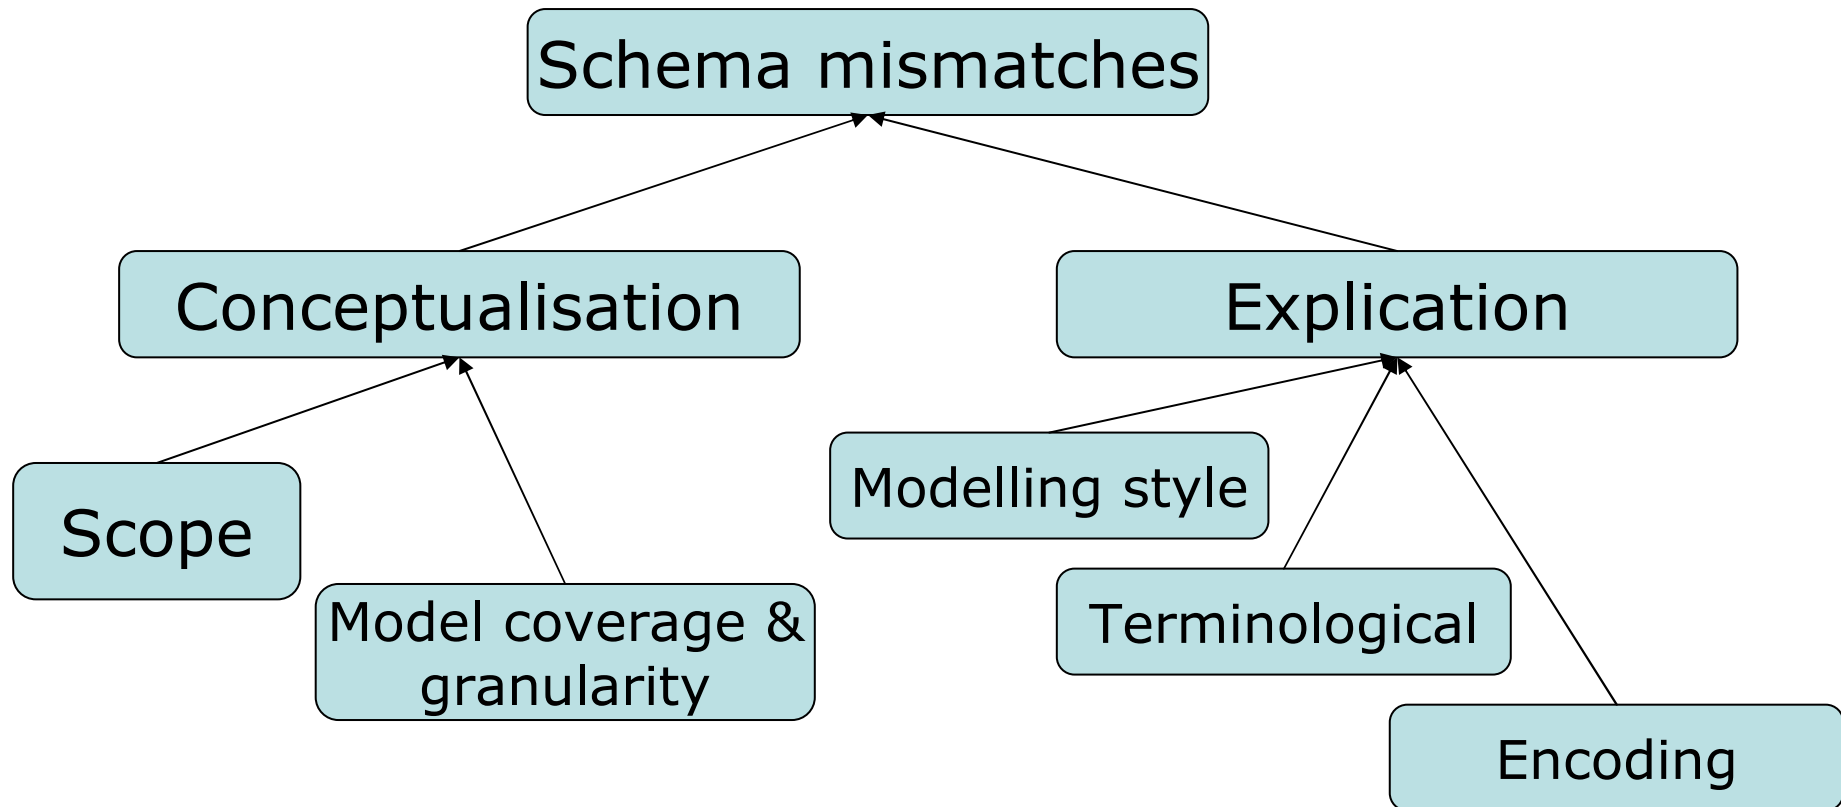 Schema mismatches
Conceptualisation
Explication
Scope
Model coverage &
granularity
Modelling style
Terminological
Encoding